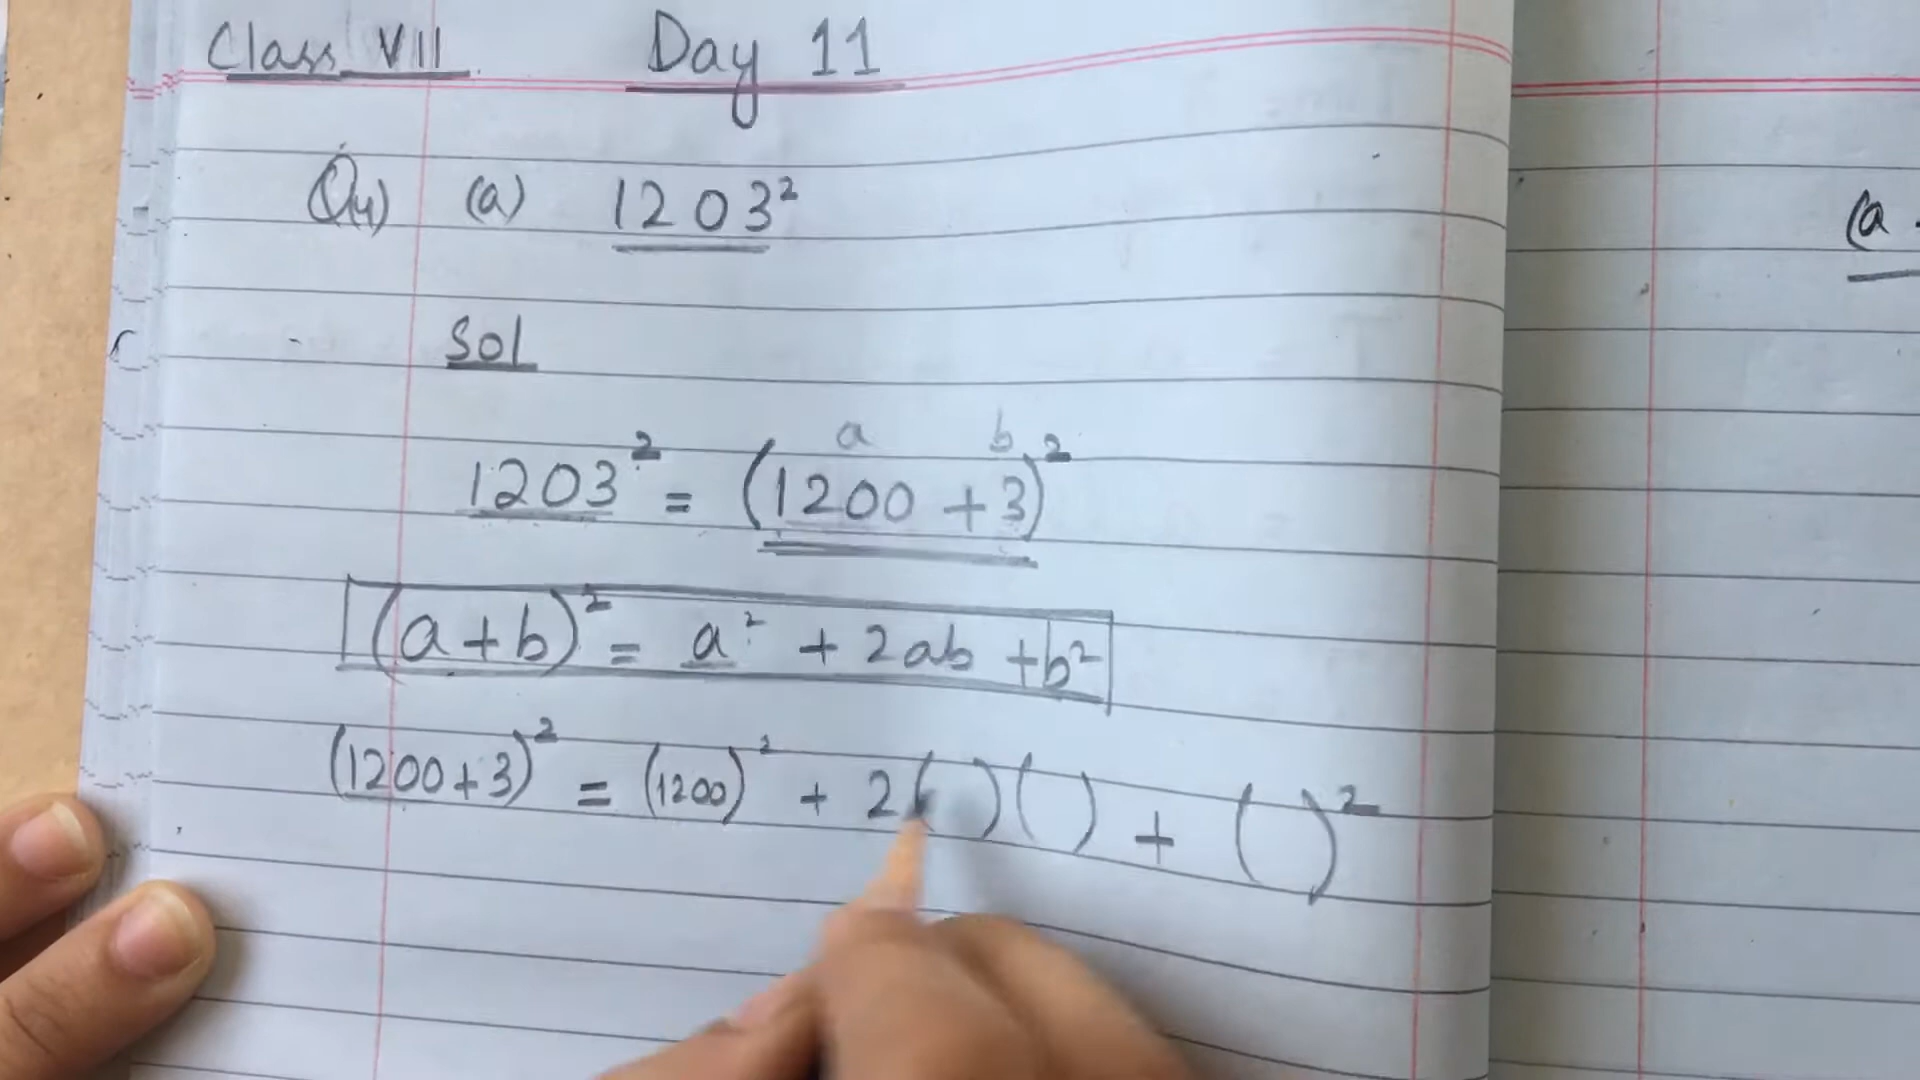 Class VII Day 11
Q4) (a) 1203²
Sol
a b
1203² = (1200 + 3)²
(a+b)² = a² + 2ab + b²
(1200+3)² = (1200)² + 2( )( ) + ( )²
(a